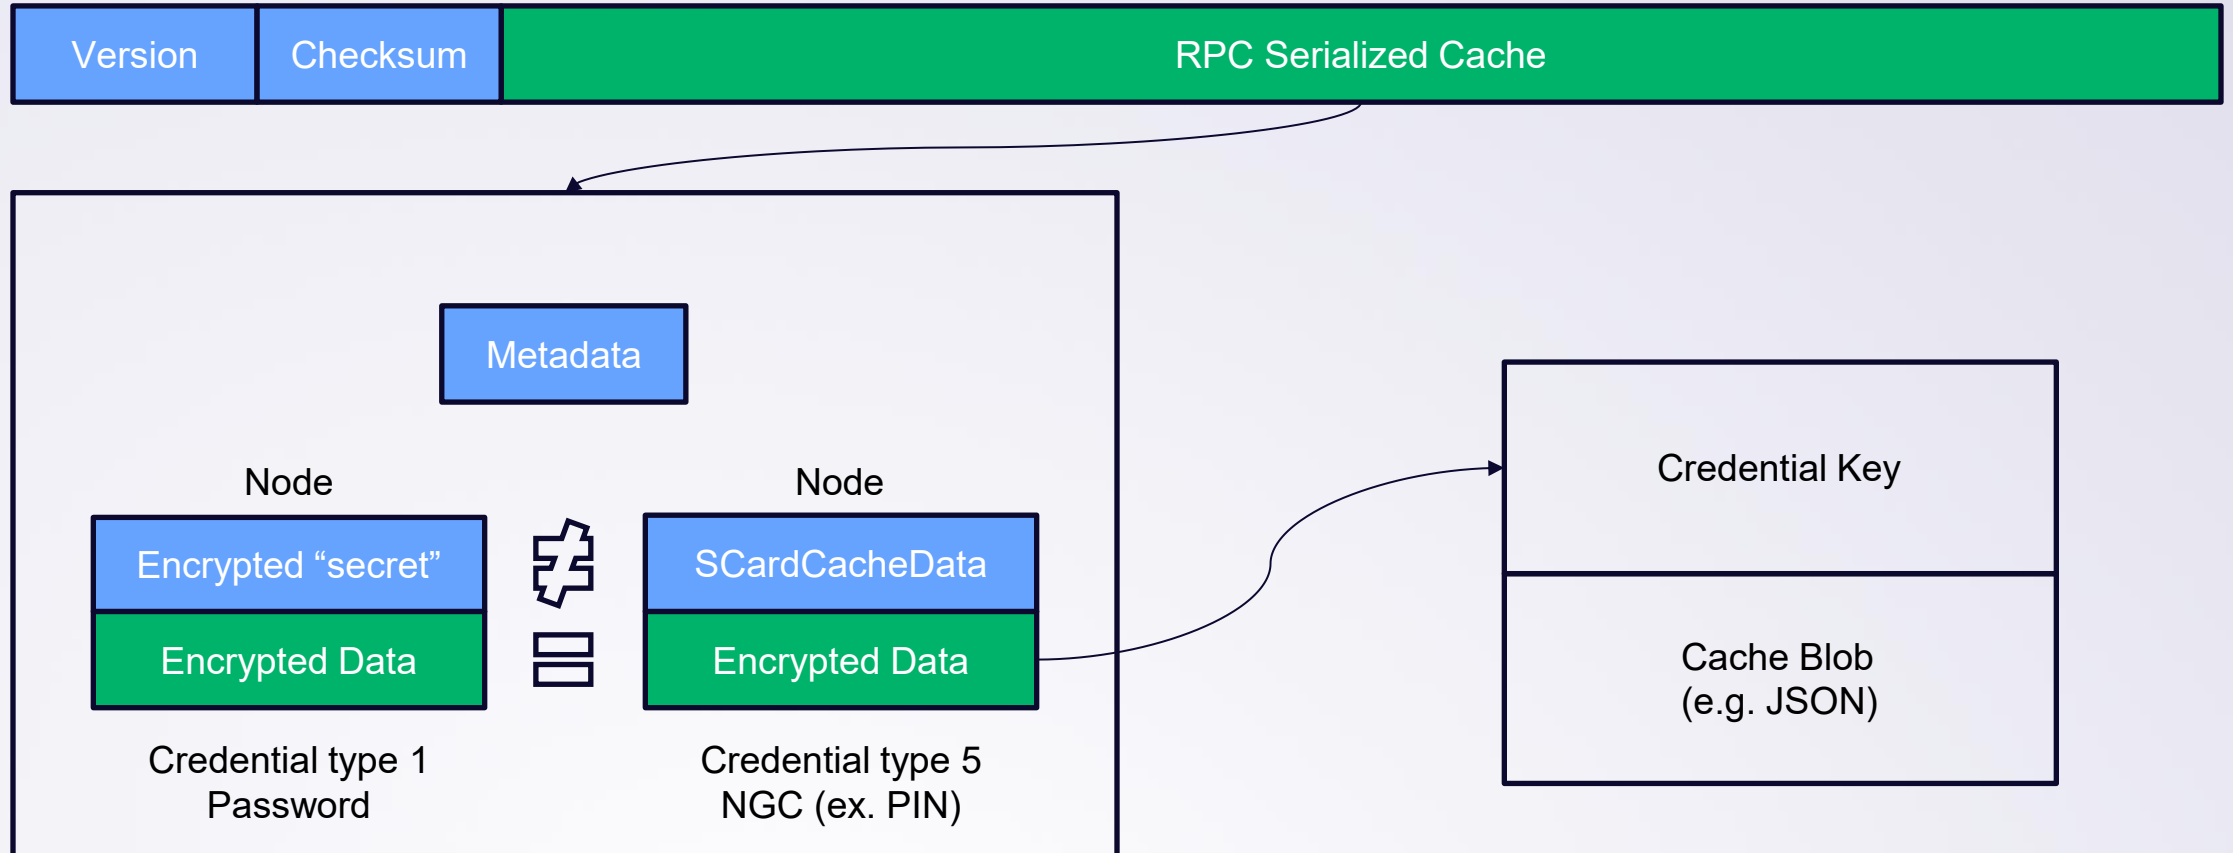 Version
Checksum
RPC Serialized Cache
Metadata
Node
Node
Encrypted “secret”
≠
SCardCacheData
Encrypted Data
=
Encrypted Data
Credential type 1
Password
Credential type 5
NGC (ex. PIN)
Credential Key
Cache Blob
(e.g. JSON)